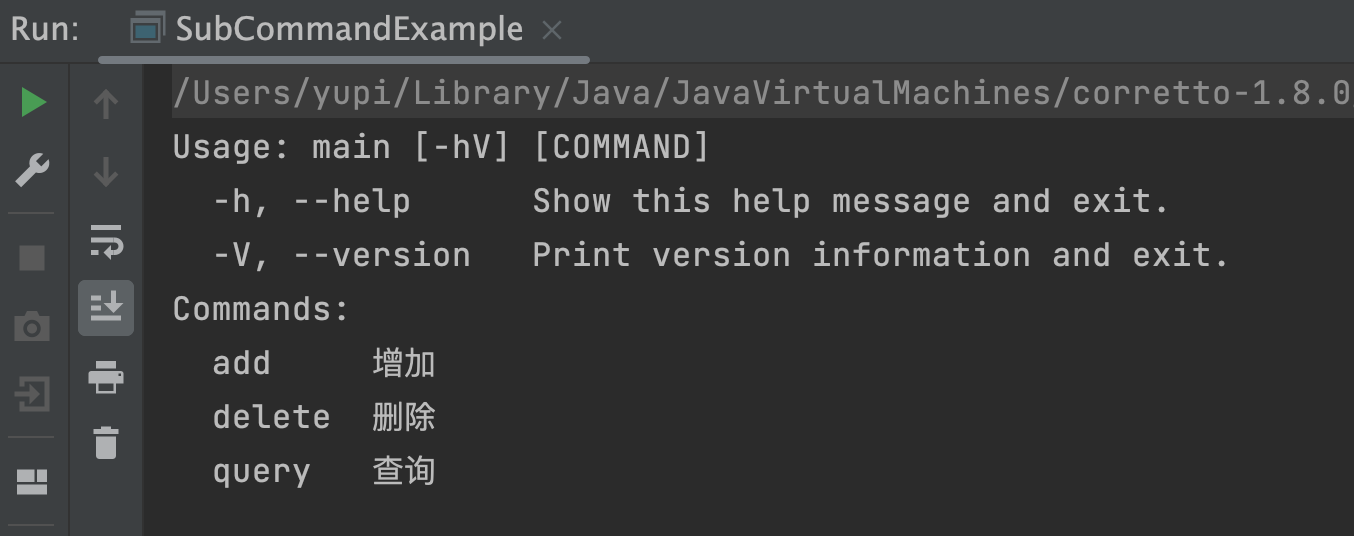 Run: SubCommandExample
/Users/yupi/Library/Java/JavaVirtualMachines/corretto-1.8.0
Usage: main [-hV] [COMMAND]
-h, --help Show this help message and exit.
-V, --version Print version information and exit.
Commands:
add 增加
delete 删除
query 查询